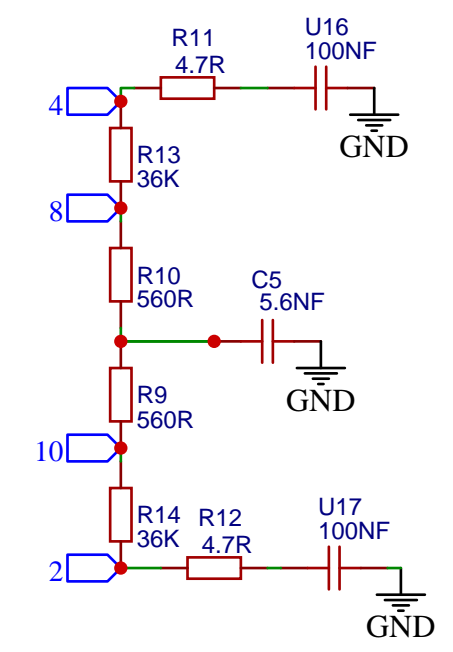 U16
100NF
R11
4.7R
4
GND
R13
36K
8
R10
560R
C5
5.6NF
GND
R9
560R
10
R14
36K
R12
4.7R
U17
100NF
2
GND